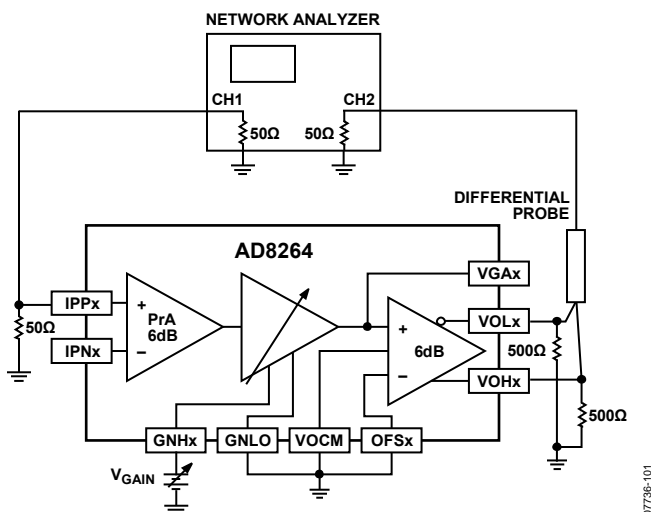 NETWORK ANALYZER
CH1
CH2
50Ω
50Ω
DIFFERENTIAL
PROBE
AD8264
VGAx
IPPx
+
PrA
6dB
–
IPNx
50Ω
+
6dB
–
VOLx
500Ω
VOHx
500Ω
GNHx
GNLO
VOCM
OFSx
VGAIN
07736-101